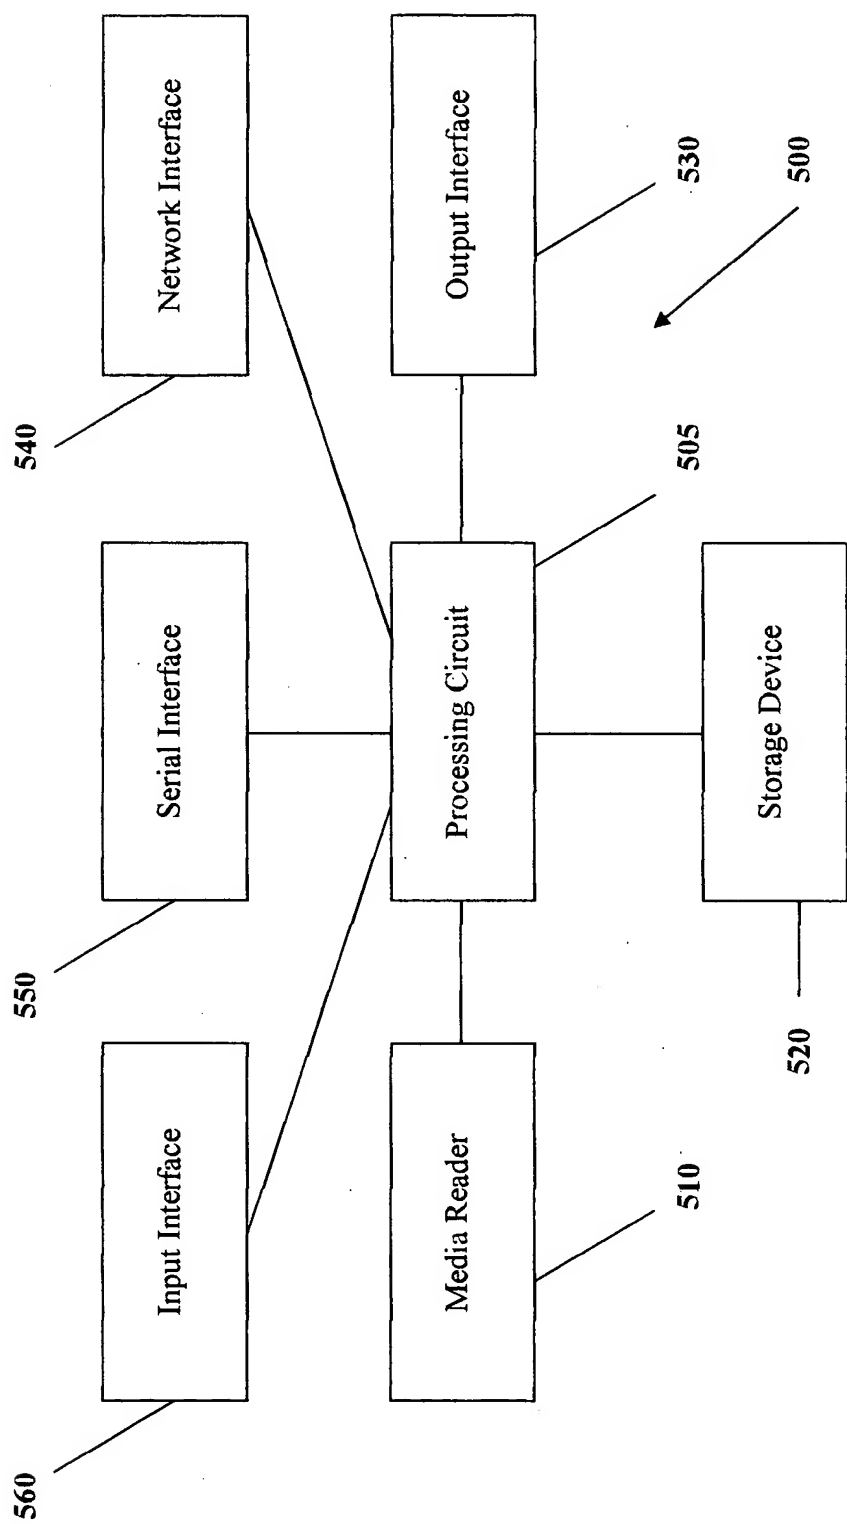 560
550
540
Input Interface
Serial Interface
Network Interface
Media Reader
Processing Circuit
Output Interface
510
505
530
Storage Device
520
500